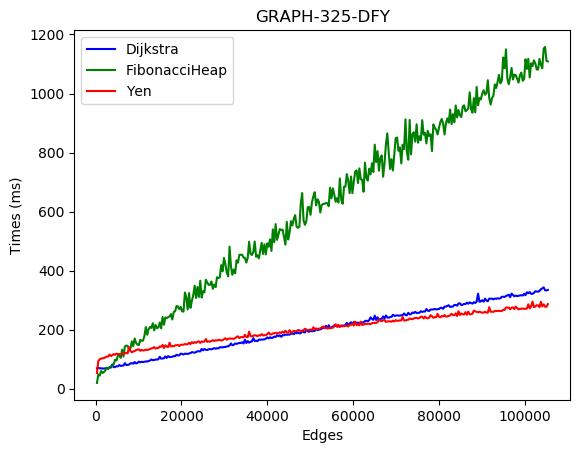 GRAPH-325-DFY
Dijkstra
FibonacciHeap
Yen
Times (ms)
1200
1000
800
600
400
200
0
0 20000 40000 60000 80000 100000
Edges